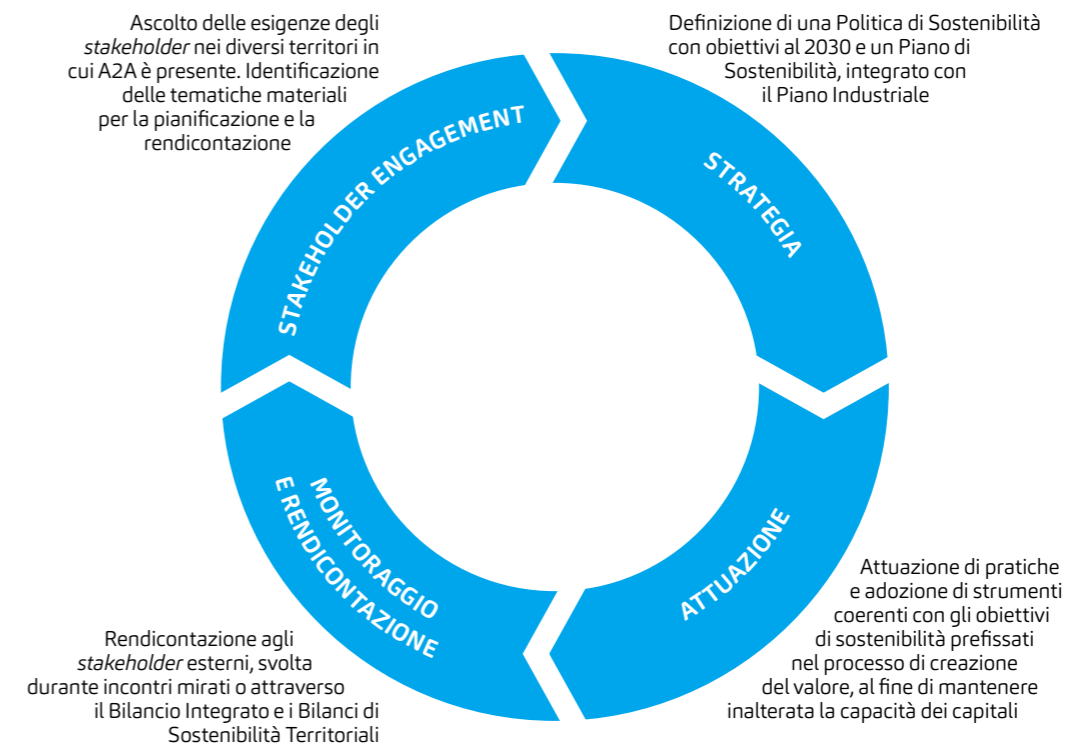 Ascolto delle esigenze degli
stakeholder nei diversi territori in
cui A2A è presente. Identificazione
delle tematiche materiali
per la pianificazione e la
rendicontazione
STAKEHOLDER ENGAGEMENT
Definizione di una Politica di Sostenibilità
con obiettivi al 2030 e un Piano di
Sostenibilità, integrato con
il Piano Industriale
STRATEGIA
ATTUAZIONE
Attuazione di pratiche
e adozione di strumenti
coerenti con gli obiettivi
di sostenibilità prefissati
nel processo di creazione
del valore, al fine di mantenere
inalterata la capacità dei capitali
MONITORAGGIO
E RENDICONTAZIONE
Rendicontazione agli
stakeholder esterni, svolta
durante incontri mirati o attraverso
il Bilancio Integrato e i Bilanci di
Sostenibilità Territoriali